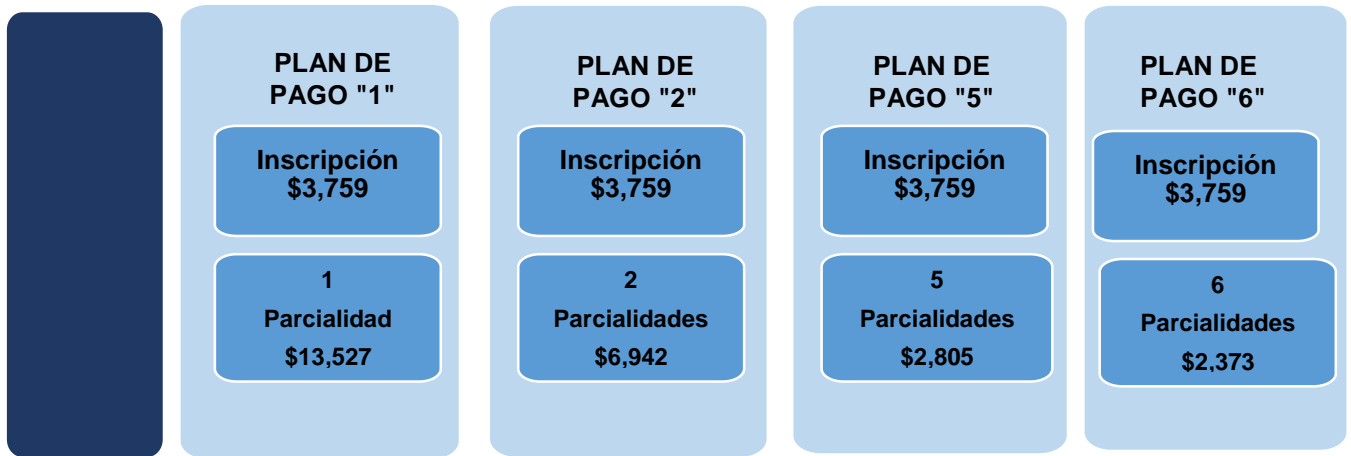 PLAN DE
PAGO "1"
Inscripción
$3,759
1
Parcialidad
$13,527
PLAN DE
PAGO "2"
Inscripción
$3,759
2
Parcialidades
$6,942
PLAN DE
PAGO "5"
Inscripción
$3,759
5
Parcialidades
$2,805
PLAN DE
PAGO "6"
Inscripción
$3,759
6
Parcialidades
$2,373